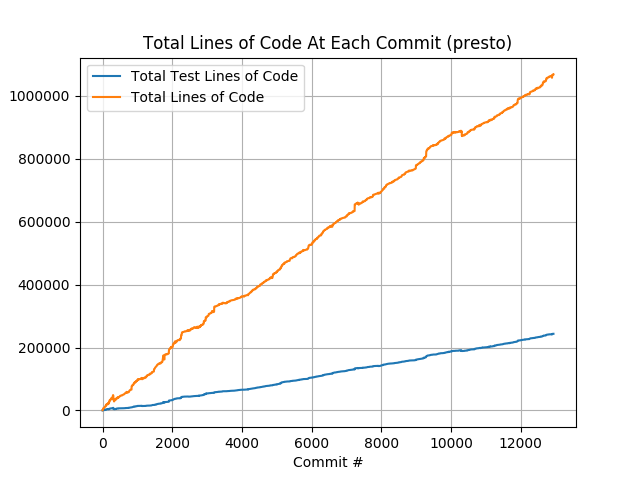 Total Lines of Code At Each Commit (presto)
Total Test Lines of Code
Total Lines of Code
1000000
800000
600000
400000
200000
0
0 2000 4000 6000 8000 10000 12000
Commit #